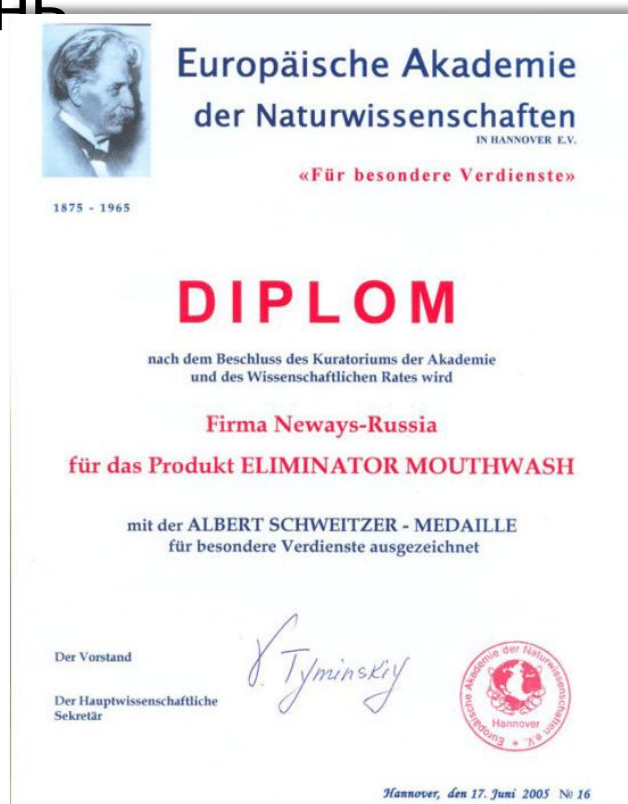 нь
Europäische Akademie
der Naturwissenschaften
IN HANNOVER E.V.
«Für besondere Verdienste»
1875 - 1965
DIPLOM
nach dem Beschluss des Kuratoriums der Akademie
und des Wissenschaftlichen Rates wird
Firma Neways-Russia
für das Produkt ELIMINATOR MOUTHWASH
mit der ALBERT SCHWEITZER - MEDAILLE
für besondere Verdienste ausgezeichnet
Der Vorstand
V. Tyminskiy
Der Hauptwissenschaftliche
Sekretär
Europäische Akademie der Naturwissenschaften e.V.
Hannover
Hannover, den 17. Juni 2005 № 16